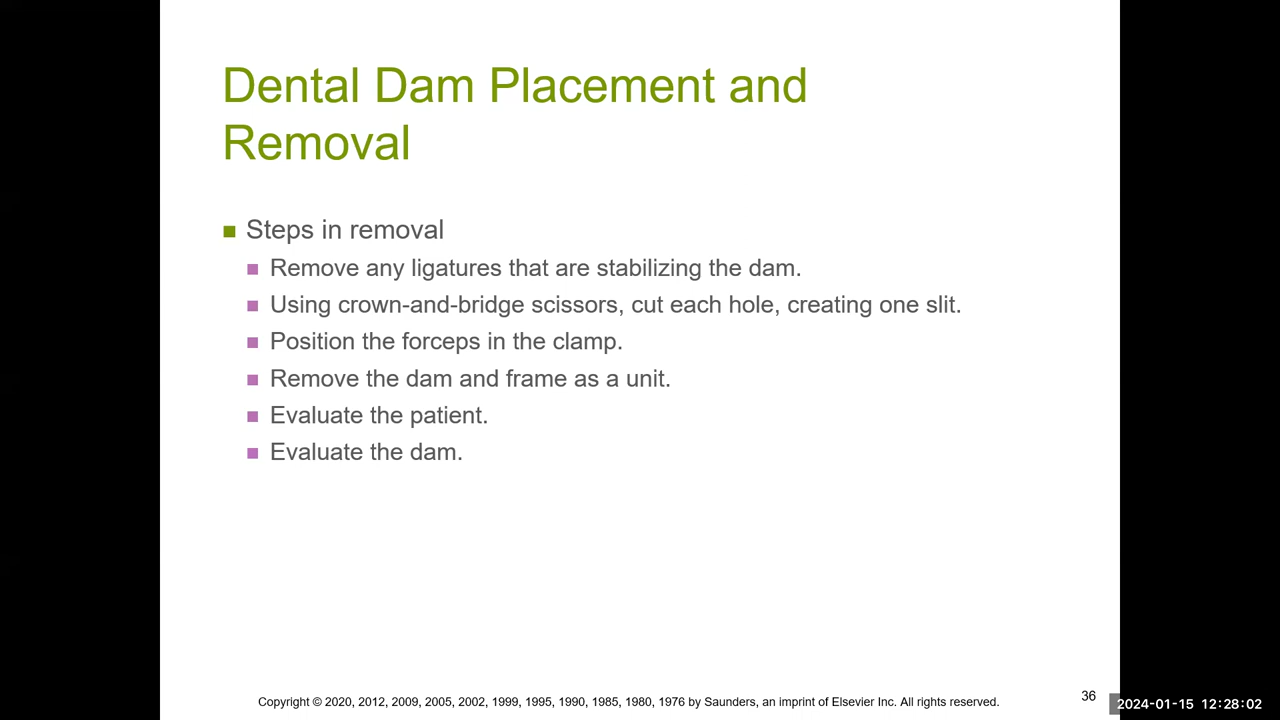 Dental Dam Placement and
Removal
Steps in removal
Remove any ligatures that are stabilizing the dam.
Using crown-and-bridge scissors, cut each hole, creating one slit.
Position the forceps in the clamp.
Remove the dam and frame as a unit.
Evaluate the patient.
Evaluate the dam.
Copyright © 2020, 2012, 2009, 2005, 2002, 1999, 1995, 1990, 1985, 1980, 1976 by Saunders, an imprint of Elsevier Inc. All rights reserved.
36
2024-01-15 12:28:02